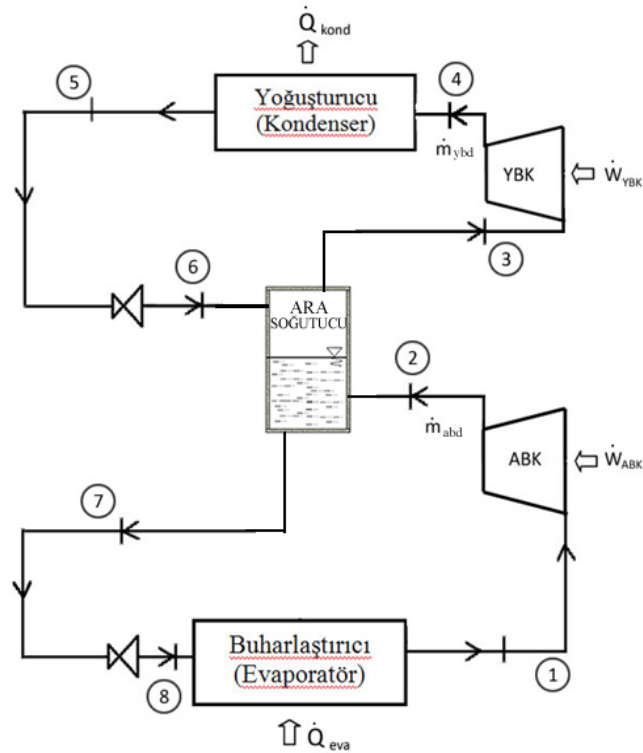 Q̇ kond
5
Yoğuşturucu
(Kondenser)
4
ṁ ybd
YBK
Ẇ YBK
3
6
ARA
SOĞUTUCU
2
ṁ abd
ABK
Ẇ ABK
7
8
Buharlaştırıcı
(Evaporatör)
1
Q̇ eva